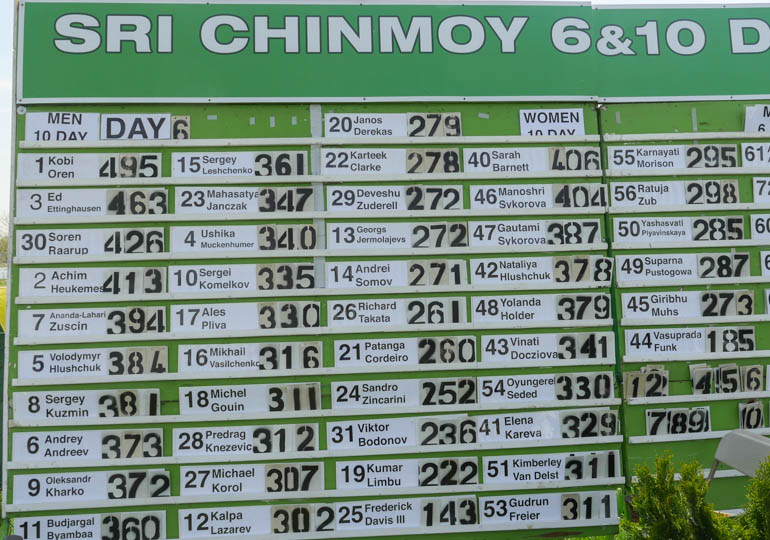 SRI CHINMOY 6&10 D
MEN
10 DAY
DAY 6
1 Kobi
Oren 495
3 Ed
Ettinghausen 463
30 Soren
Raarup 426
2 Achim
Heukemes 413
7 Ananda-Lahari
Zuscin 394
5 Volodymyr
Hlushchuk 384
8 Sergey
Kuzmin 381
6 Andrey
Andreev 373
9 Oleksandr
Kharko 372
11 Budjargal
Byambaa 360
15 Sergey
Leshchenko 361
23 Mahasatya
Janczak 347
4 Ushika
Muckenhumer 340
10 Sergei
Komelkov 335
17 Ales
Pliva 330
16 Mikhail
Vasilchenko 316
18 Michel
Gouin 311
28 Predrag
Knezevic 312
27 Michael
Korol 307
12 Kalpa
Lazarev 302
20 Janos
Derekas 279
22 Karteek
Clarke 278
29 Deveshu
Zuderell 272
13 Georgs
Jermolajevs 272
14 Andrei
Somov 271
26 Richard
Takata 261
21 Patanga
Cordeiro 260
24 Sandro
Zincarini 252
31 Viktor
Bodonov 236
19 Kumar
Limbu 222
25 Frederick
Davis III 143
WOMEN
10 DAY
40 Sarah
Barnett 406
46 Manoshri
Sykorova 404
47 Gautami
Sykorova 387
42 Nataliya
Hlushchuk 378
48 Yolanda
Holder 379
43 Vinati
Docziova 341
54 Oyungerel
Seded 330
41 Elena
Kareva 329
51 Kimberley
Van Delst 311
53 Gudrun
Freier 311
55 Karnayati
Morison 295
56 Ratuja
Zub 298
50 Yashasvati
Piyavinskaya 285
49 Suparna
Pustogowa 287
45 Giribhu
Muhs 273
44 Vasuprada
Funk 185
12 456
789 0
M
6
61
72
60